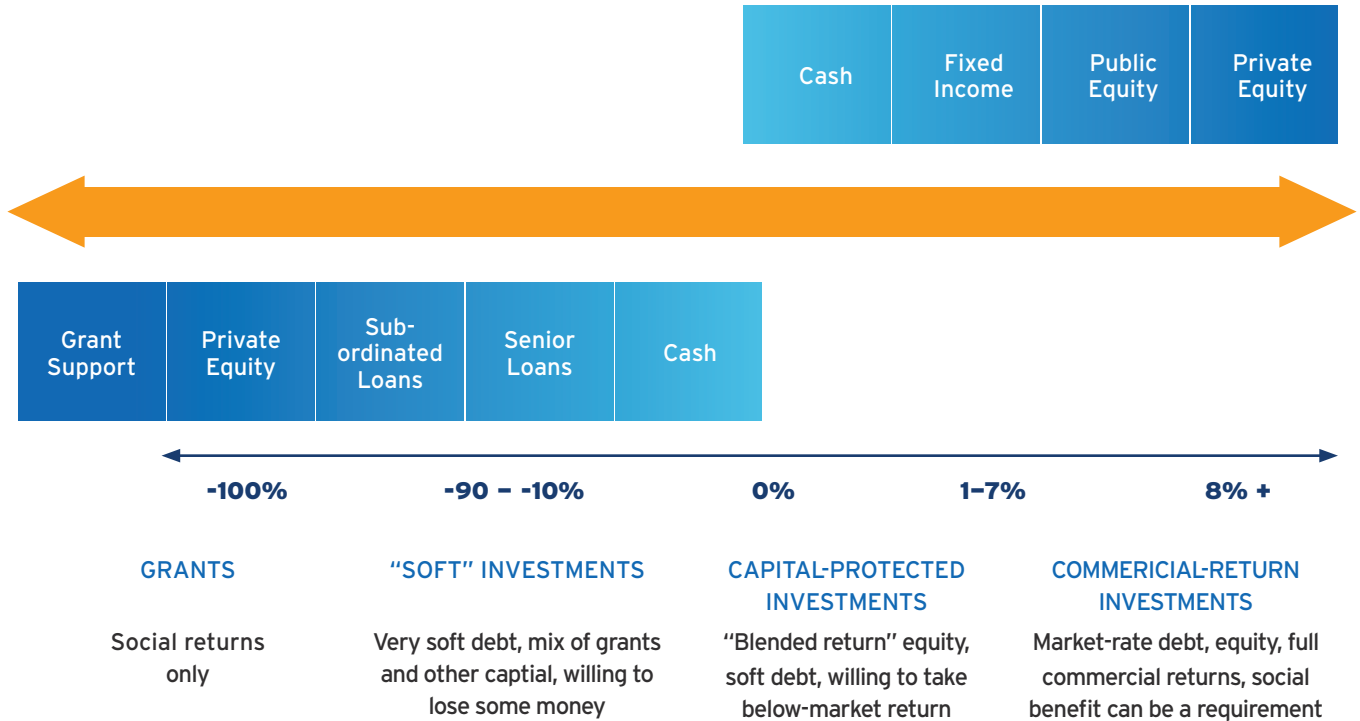 Cash
Fixed
Income
Public
Equity
Private
Equity
Grant
Support
Private
Equity
Sub-
ordinated
Loans
Senior
Loans
Cash
-100%
-90 – -10%
0%
1–7%
8% +
GRANTS
Social returns
only
“SOFT” INVESTMENTS
Very soft debt, mix of grants
and other captial, willing to
lose some money
CAPITAL-PROTECTED
INVESTMENTS
“Blended return” equity,
soft debt, willing to take
below-market return
COMMERICIAL-RETURN
INVESTMENTS
Market-rate debt, equity, full
commercial returns, social
benefit can be a requirement